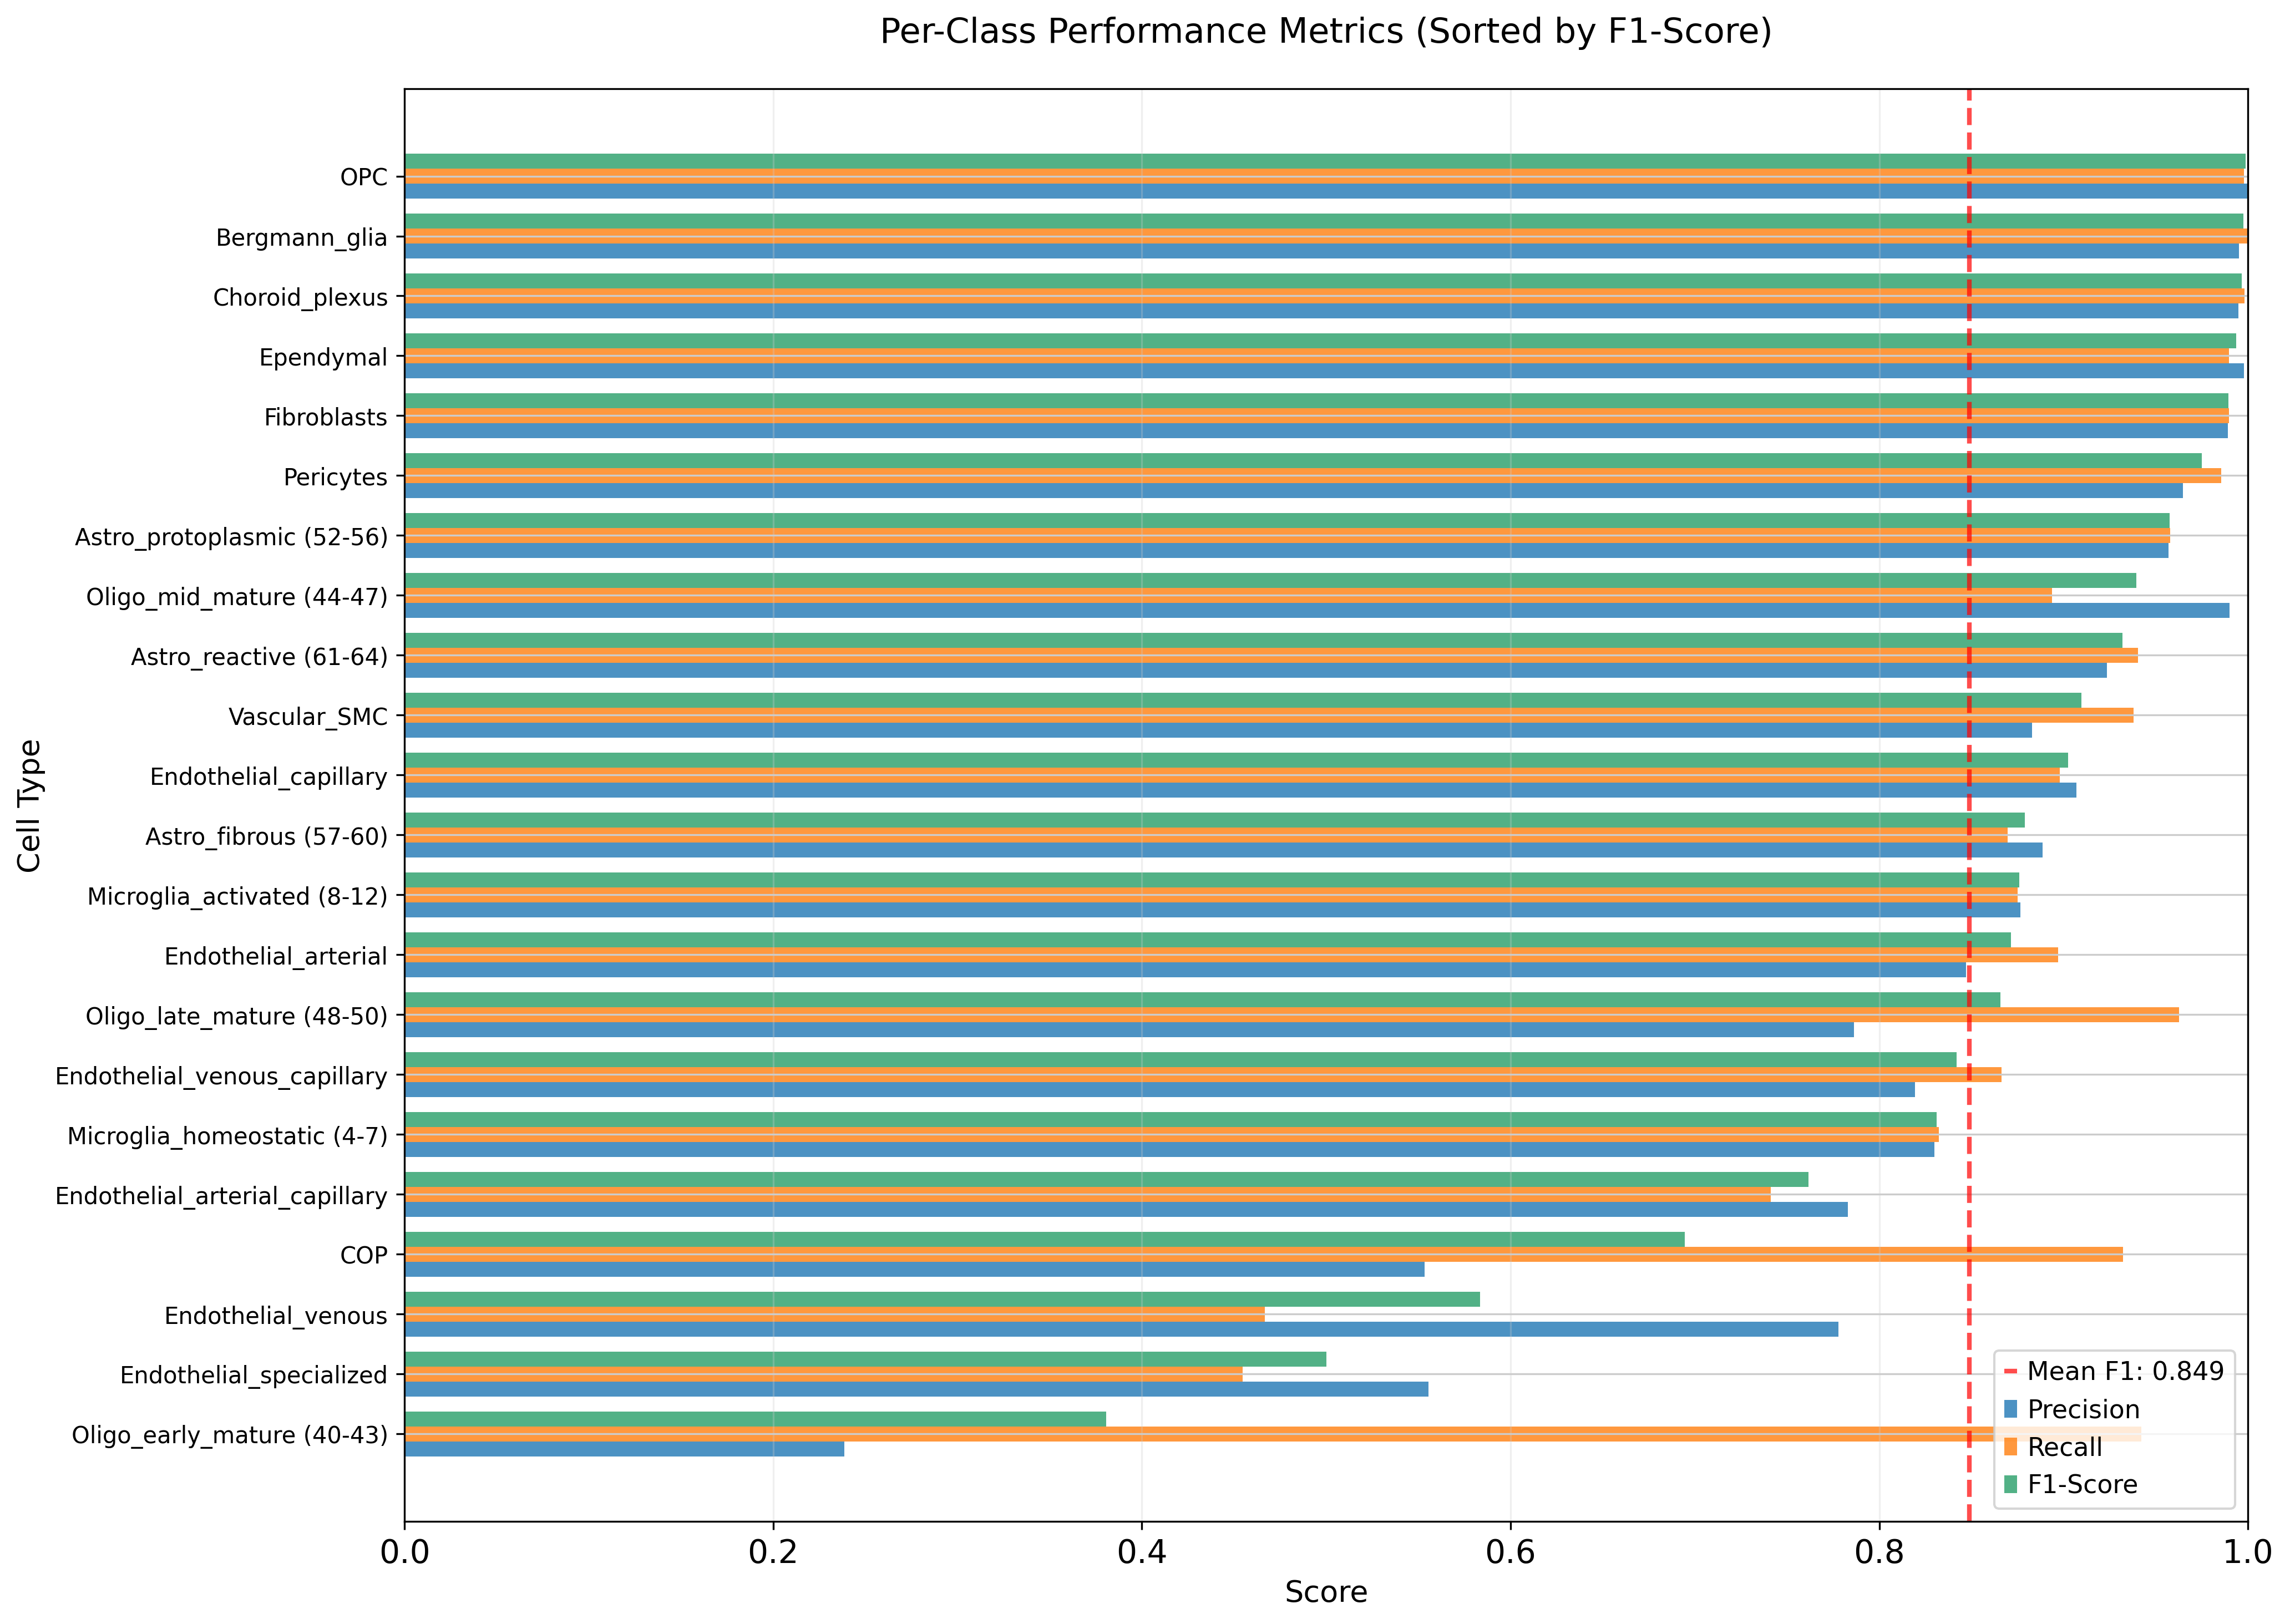 Per-Class Performance Metrics (Sorted by F1-Score)
Cell Type
OPC
Bergmann_glia
Choroid_plexus
Ependymal
Fibroblasts
Pericytes
Astro_protoplasmic (52-56)
Oligo_mid_mature (44-47)
Astro_reactive (61-64)
Vascular_SMC
Endothelial_capillary
Astro_fibrous (57-60)
Microglia_activated (8-12)
Endothelial_arterial
Oligo_late_mature (48-50)
Endothelial_venous_capillary
Microglia_homeostatic (4-7)
Endothelial_arterial_capillary
COP
Endothelial_venous
Endothelial_specialized
Oligo_early_mature (40-43)
Mean F1: 0.849
Precision
Recall
F1-Score
0.0 0.2 0.4 0.6 0.8 1.0
Score